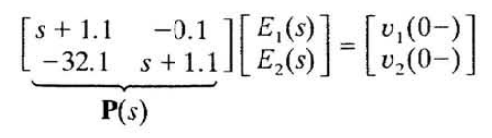 [ s + 1.1 −0.1 ] [ E₁(s) ] = [ v₁(0−) ]
[ −32.1 s + 1.1 ] [ E₂(s) ] [ v₂(0−) ]
P(s)